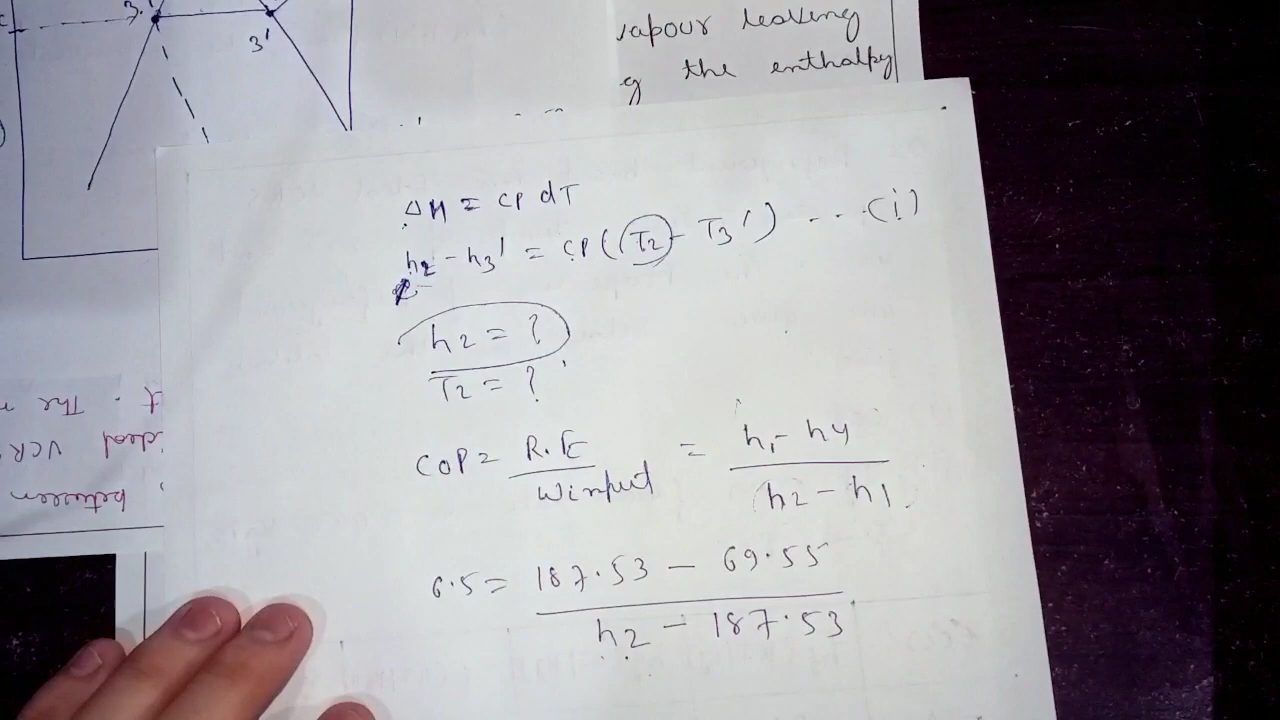 3'
vapour leaving
g the enthalpy
ΔH = CP dT
h2 - h3' = CP (T2 - T3') ... (i)
h2 = ?
T2 = ?
COP = R.E / Winput = h1 - h4 / h2 - h1
6.5 = 187.53 - 69.55 / h2 - 187.53
t. The
ideal VCR
between